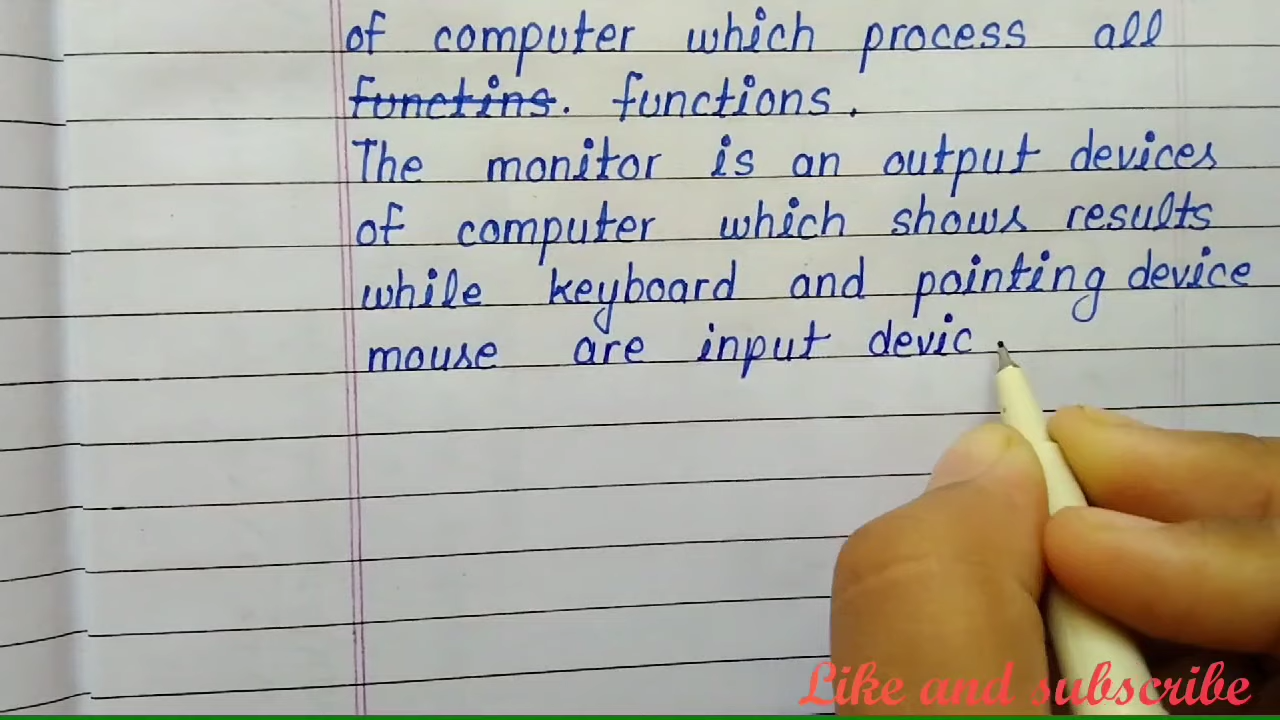 of computer which process all
functins. functions.
The monitor is an output devices
of computer which shows results
while keyboard and pointing device
mouse are input devic
Like and subscribe